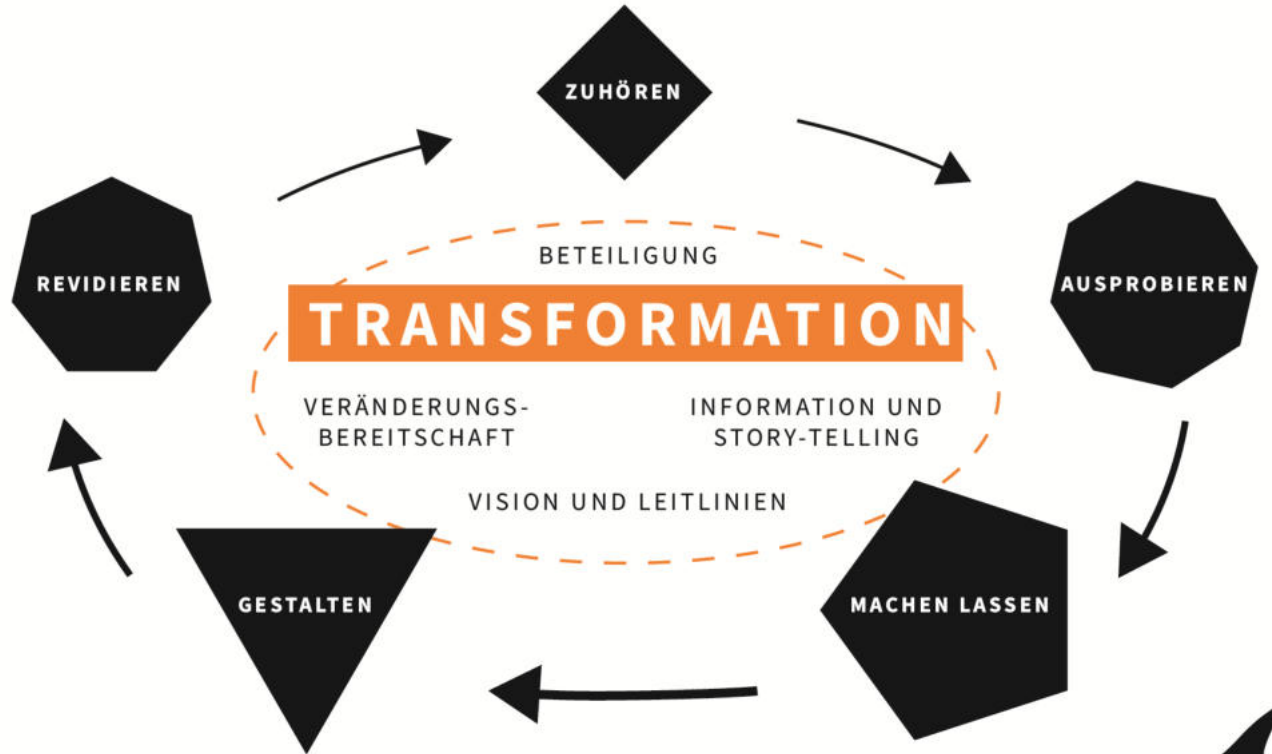 ZUHÖREN
BETEILIGUNG
REVIDIEREN
AUSPROBIEREN
TRANSFORMATION
VERÄNDERUNGS-
BEREITSCHAFT
INFORMATION UND
STORY-TELLING
VISION UND LEITLINIEN
GESTALTEN
MACHEN LASSEN